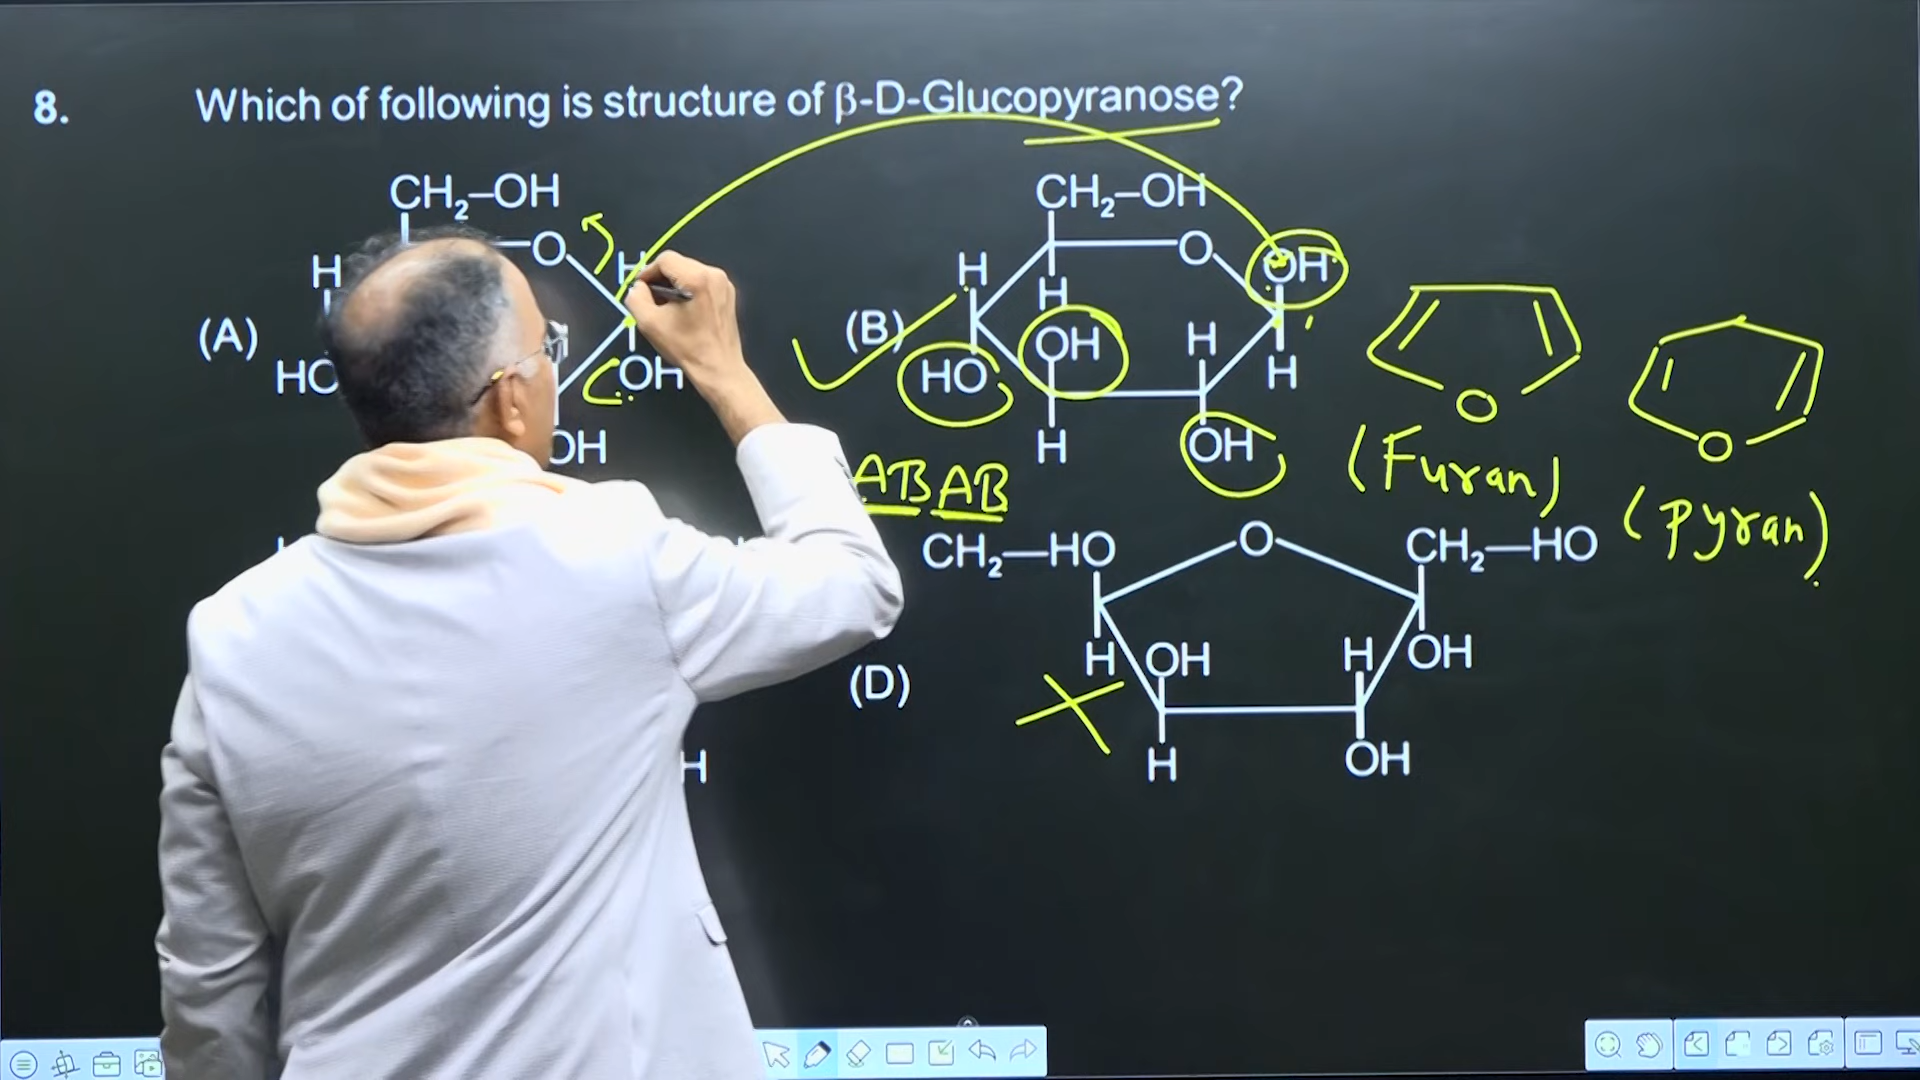 8. Which of following is structure of β-D-Glucopyranose?
CH₂–OH
O
H
H
(A)
HO
OH
OH
CH₂–OH
O
OH
H
H
(B)
OH
H
HO
H
H
OH
ABAB
(Furan)
O
(Pyran)
O
CH₂—HO
O
CH₂—HO
H
OH
H
OH
(D)
H
OH
H